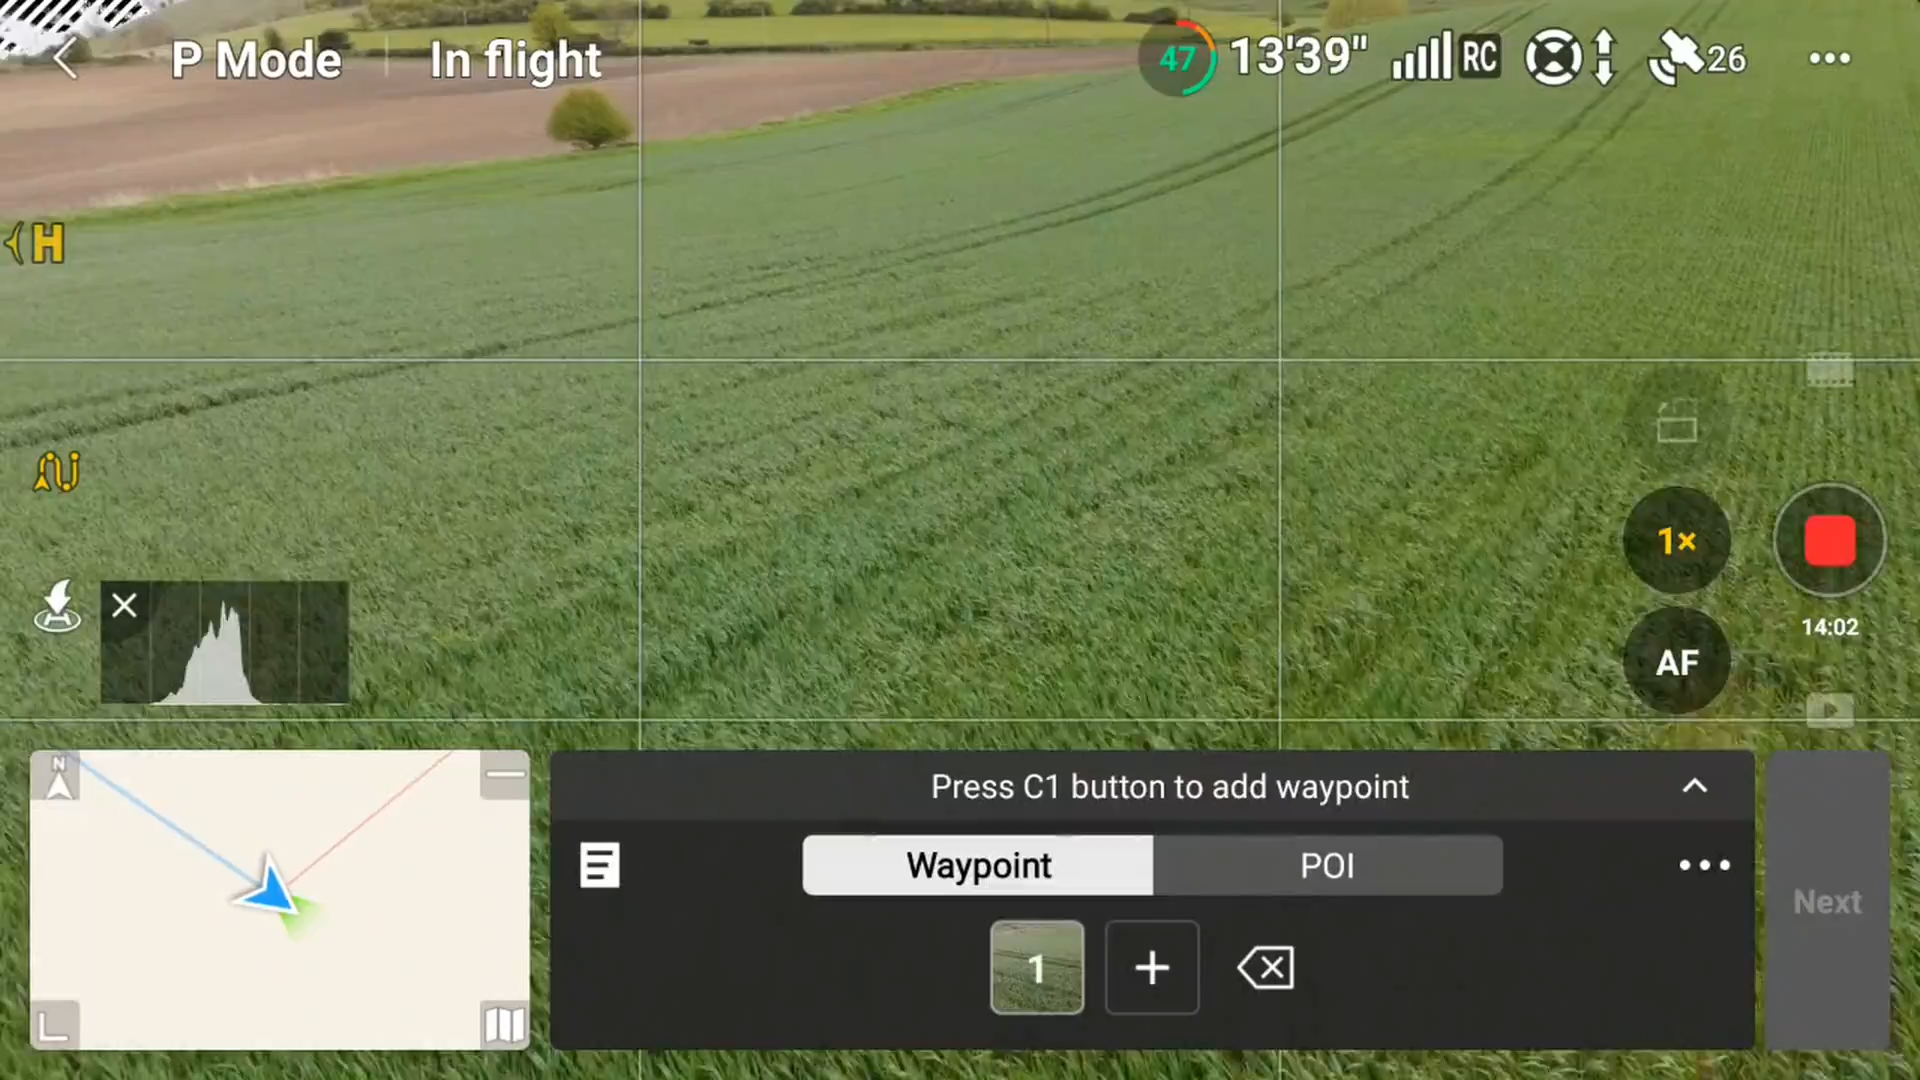 P Mode
In flight
47
13'39"
RC
26
H
1×
14:02
AF
N
Press C1 button to add waypoint
Waypoint
POI
Next
1